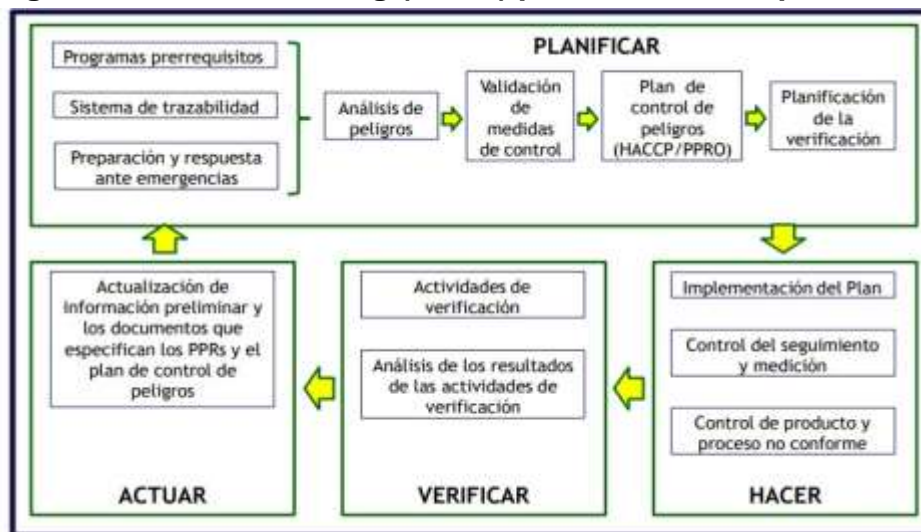 PLANIFICAR
Programas prerrequisitos
Sistema de trazabilidad
Preparación y respuesta
ante emergencias
Análisis de
peligros
Validación
de
medidas
de control
Plan de
control de
peligros
(HACCP/PPRO)
Planificación
de la
verificación
Actualización de
información preliminar y
los documentos que
especifican los PPRs y el
plan de control de
peligros
ACTUAR
Actividades de
verificación
Análisis de los resultados
de las actividades de
verificación
VERIFICAR
Implementación del Plan
Control del seguimiento
y medición
Control de producto y
proceso no conforme
HACER